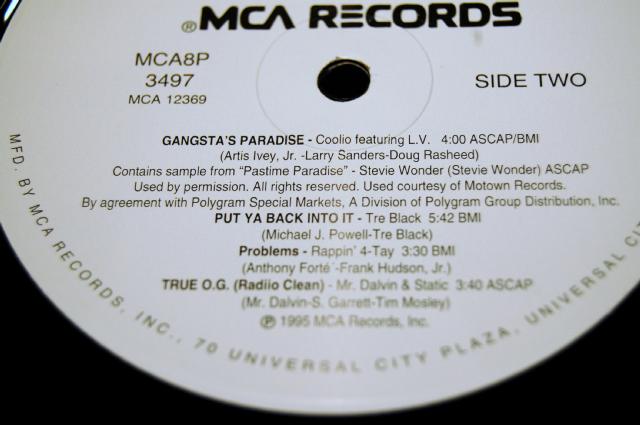 ® MCA RECORDS
MCA8P
3497
MCA 12369
SIDE TWO
GANGSTA'S PARADISE - Coolio featuring L.V. 4:00 ASCAP/BMI
(Artis Ivey, Jr. -Larry Sanders-Doug Rasheed)
Contains sample from "Pastime Paradise" - Stevie Wonder (Stevie Wonder) ASCAP
Used by permission. All rights reserved. Used courtesy of Motown Records.
By agreement with Polygram Special Markets, A Division of Polygram Group Distribution, Inc.
PUT YA BACK INTO IT - Tre Black 5:42 BMI
(Michael J. Powell-Tre Black)
Problems - Rappin' 4-Tay 3:30 BMI
(Anthony Forté -Frank Hudson, Jr.)
TRUE O.G. (Radiio Clean) - Mr. Dalvin & Static 3:40 ASCAP
(Mr. Dalvin-S. Garrett-Tim Mosley)
℗ 1995 MCA Records, Inc.
MFD. BY MCA RECORDS, INC., 70 UNIVERSAL CITY PLAZA, UNIVERSAL CITY